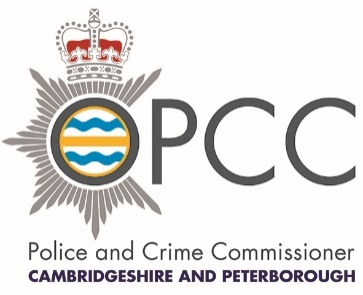 OPCC
Police and Crime Commissioner
CAMBRIDGESHIRE AND PETERBOROUGH